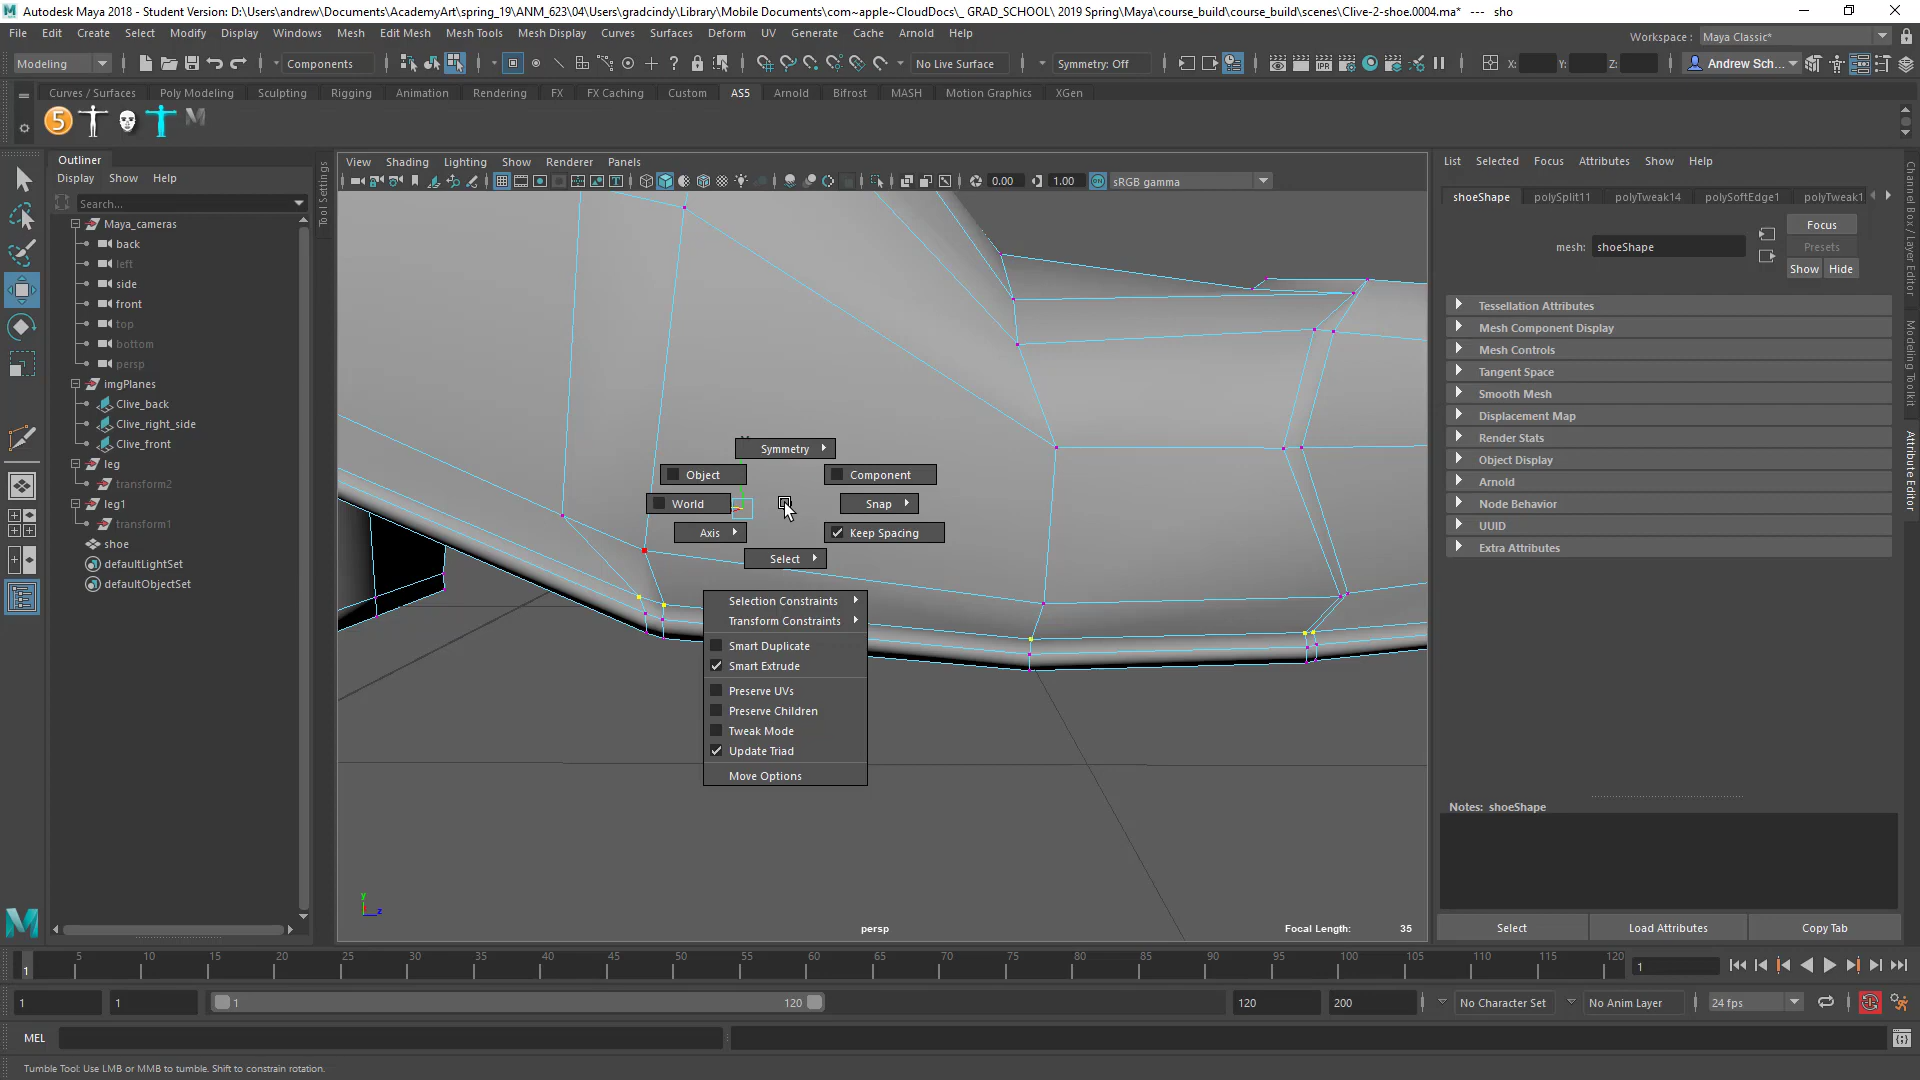 Autodesk Maya 2018 - Student Version: D:\Users\andrew\Documents\AcademyArt\spring_19\ANM_623\04\Users\gradcindy\Library\Mobile Documents\com~apple~CloudDocs\_ GRAD_SCHOOL\ 2019 Spring\Maya\course_build\course_build\scenes\Clive-2-shoe.0004.ma* --- sho
File Edit Create Select Modify Display Windows Mesh Edit Mesh Mesh Tools Mesh Display Curves Surfaces Deform UV Generate Cache Arnold Help
Workspace : Maya Classic*
Modeling Components No Live Surface Symmetry: Off X: Y: Z: Andrew Sch...
Curves / Surfaces Poly Modeling Sculpting Rigging Animation Rendering FX FX Caching Custom AS5 Arnold Bifrost MASH Motion Graphics XGen
5
Outliner
Display Show Help
Search...
Maya_cameras
back
left
side
front
top
bottom
persp
imgPlanes
Clive_back
Clive_right_side
Clive_front
leg
transform2
leg1
transform1
shoe
defaultLightSet
defaultObjectSet
Tool Settings
View Shading Lighting Show Renderer Panels
0.00 1.00 ON sRGB gamma
Symmetry
Object Component
World Snap
Axis Keep Spacing
Select
Selection Constraints
Transform Constraints
Smart Duplicate
Smart Extrude
Preserve UVs
Preserve Children
Tweak Mode
Update Triad
Move Options
y
z
persp
Focal Length: 35
List Selected Focus Attributes Show Help
shoeShape polySplit11 polyTweak14 polySoftEdge1 polyTweak1
mesh: shoeShape
Focus
Presets
Show Hide
Tessellation Attributes
Mesh Component Display
Mesh Controls
Tangent Space
Smooth Mesh
Displacement Map
Render Stats
Object Display
Arnold
Node Behavior
UUID
Extra Attributes
Notes: shoeShape
Select Load Attributes Copy Tab
Channel Box / Layer Editor
Modeling Toolkit
Attribute Editor
1 5 10 15 20 25 30 35 40 45 50 55 60 65 70 75 80 85 90 95 100 105 110 115 120 1
1 1 1 120 120 200 No Character Set No Anim Layer 24 fps
MEL
Tumble Tool: Use LMB or MMB to tumble. Shift to constrain rotation.